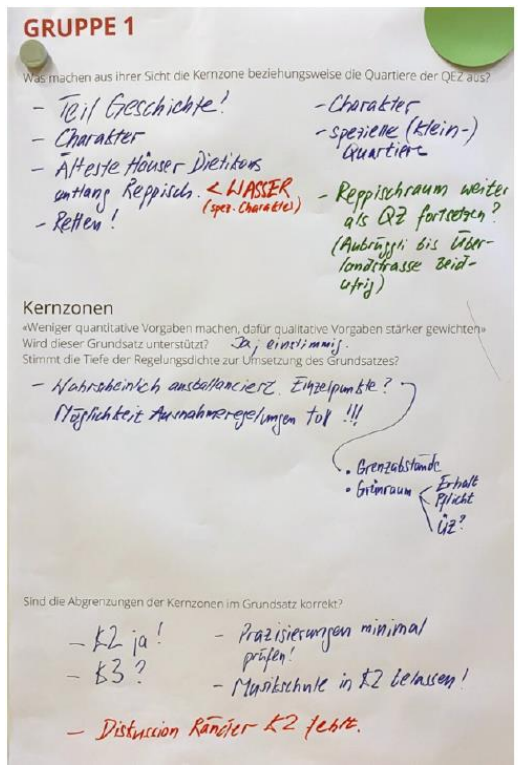 GRUPPE 1
Was machen aus ihrer Sicht die Kernzone beziehungsweise die Quartiere der QEZ aus?
- Teil Geschichte!
- Charakter
- Älteste Häuser Dietikons
entlang Reppisch. < WASSER
(spez. Charakter)
- Retten!
- Charakter
- spezielle (klein-)
Quartiere
- Reppischraum weiter
als QZ fortsetzen?
(Aubrüggli bis Über-
landstrasse beid-
ufrig)
Kernzonen
«Weniger quantitative Vorgaben machen, dafür qualitative Vorgaben stärker gewichten»
Wird dieser Grundsatz unterstützt? Ja, einstimmig.
Stimmt die Tiefe der Regelungsdichte zur Umsetzung des Grundsatzes?
- Wahrscheinlich ausballanciert. Einzelpunkte?
Möglichkeit Ausnahmeregelungen toll !!!
• Grenzabstände
• Grünraum < Erhalt
Pflicht
ÜZ?
Sind die Abgrenzungen der Kernzonen im Grundsatz korrekt?
- K2 ja!
- K3?
- Präzisierungen minimal
prüfen!
- Musikschule in K2 belassen!
- Diskussion Ränder K2 fehlt.